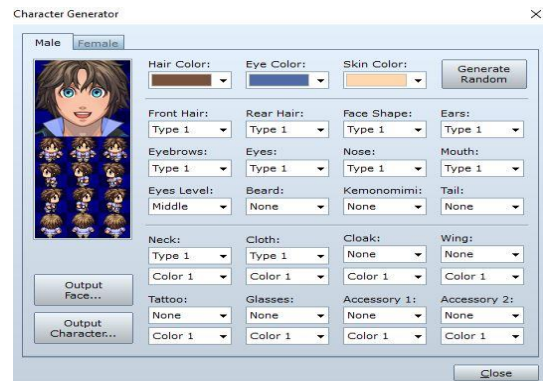 Character Generator
Male Female
Hair Color: Eye Color: Skin Color:
Generate Random
Front Hair: Rear Hair: Face Shape: Ears:
Type 1 Type 1 Type 1 Type 1
Eyebrows: Eyes: Nose: Mouth:
Type 1 Type 1 Type 1 Type 1
Eyes Level: Beard: Kemonomimi: Tail:
Middle None None None
Neck: Cloth: Cloak: Wing:
Type 1 Type 1 None None
Color 1 Color 1 Color 1 Color 1
Tattoo: Glasses: Accessory 1: Accessory 2:
None None None None
Color 1 Color 1 Color 1 Color 1
Output Face...
Output Character...
Close